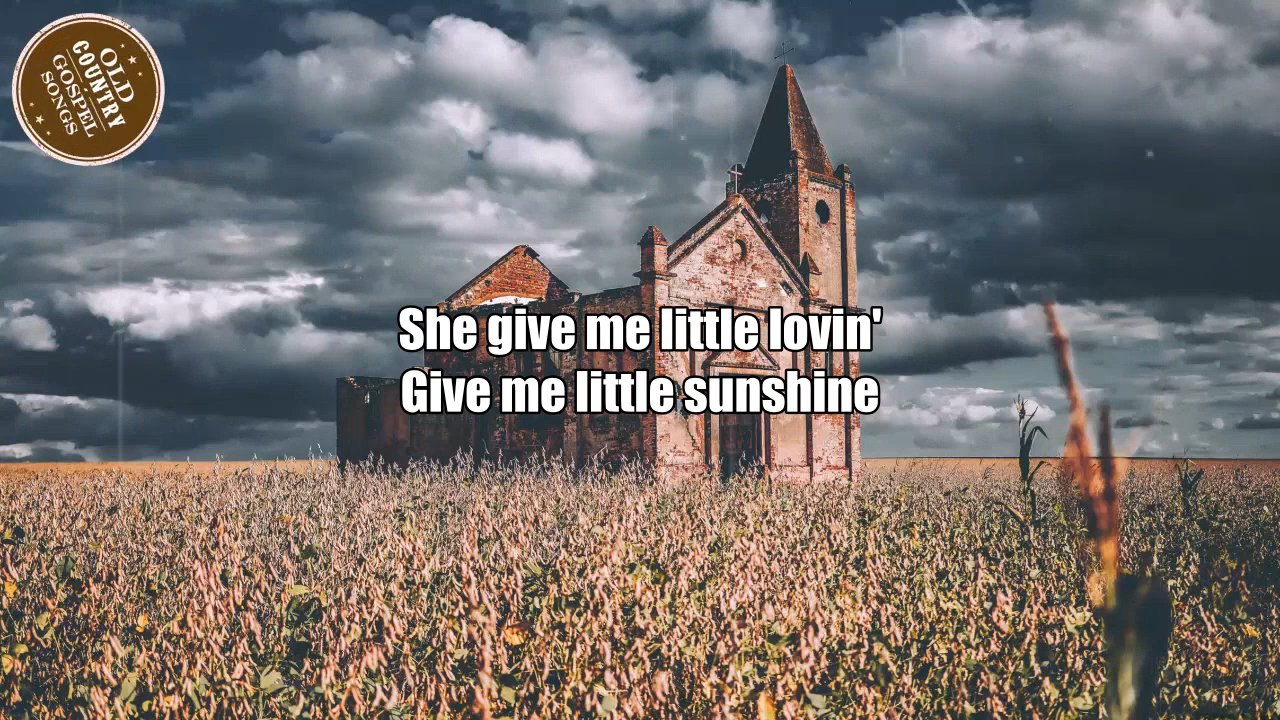 OLD
COUNTRY
GOSPEL
SONGS
She give me little lovin'
Give me little sunshine